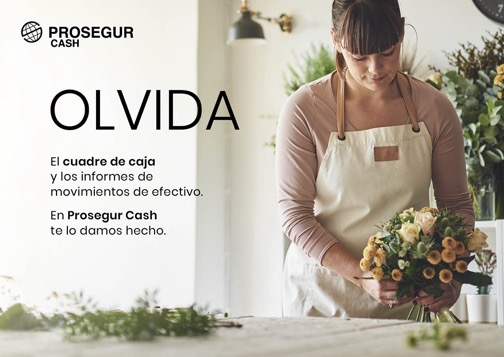 PROSEGUR
CASH
OLVIDA
El cuadre de caja
y los informes de
movimientos de efectivo.
En Prosegur Cash
te lo damos hecho.